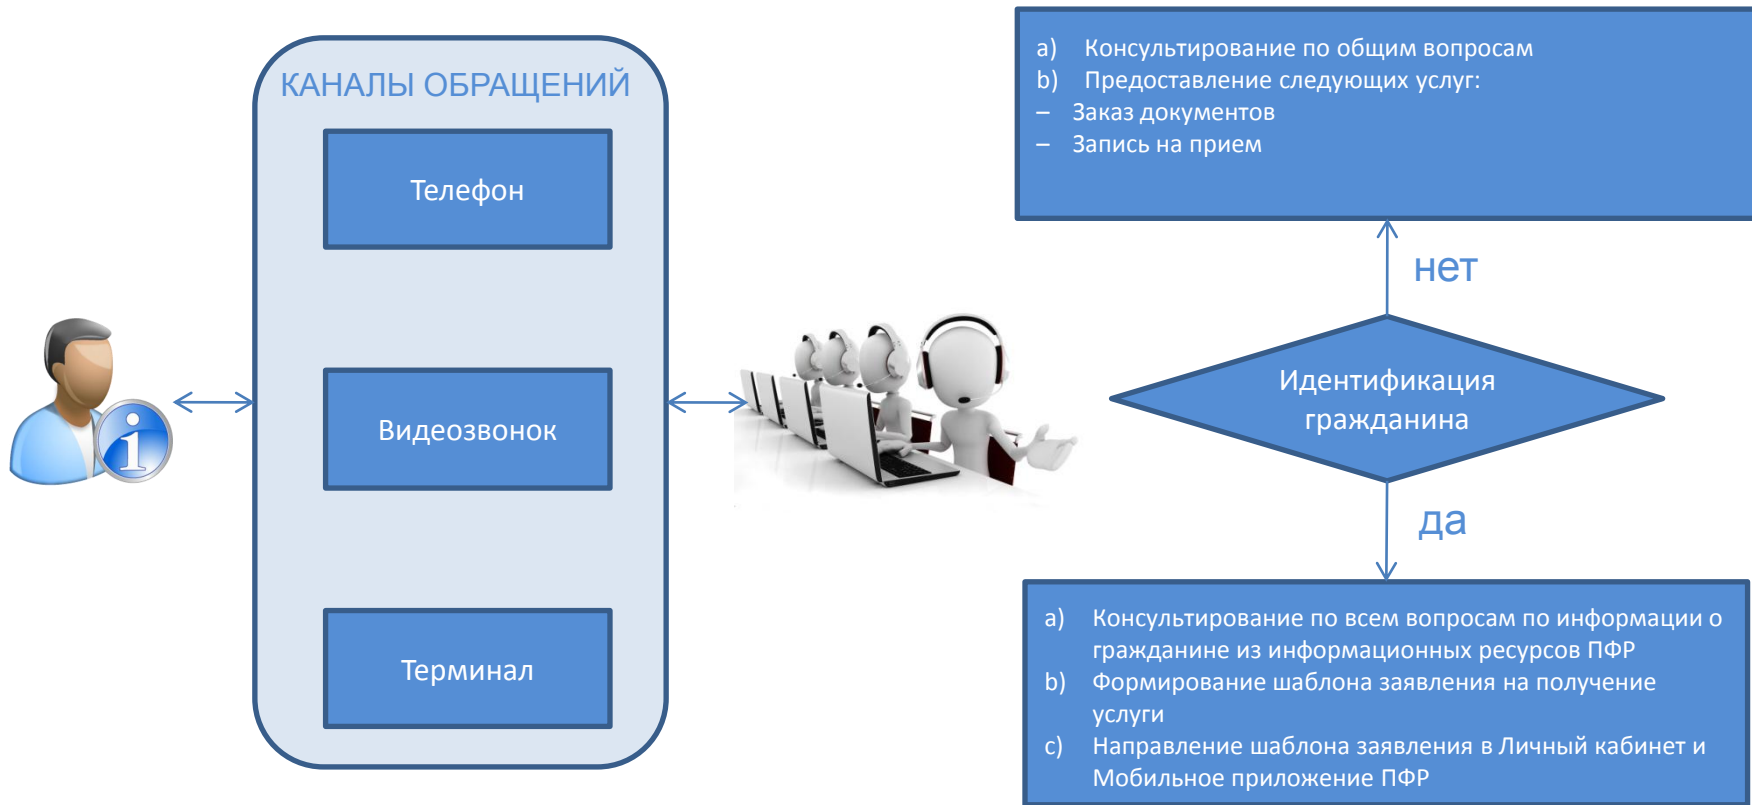 КАНАЛЫ ОБРАЩЕНИЙ
Телефон
Видеозвонок
Терминал
a) Консультирование по общим вопросам
b) Предоставление следующих услуг:
– Заказ документов
– Запись на прием
нет
Идентификация
гражданина
да
a) Консультирование по всем вопросам по информации о
гражданине из информационных ресурсов ПФР
b) Формирование шаблона заявления на получение
услуги
c) Направление шаблона заявления в Личный кабинет и
Мобильное приложение ПФР